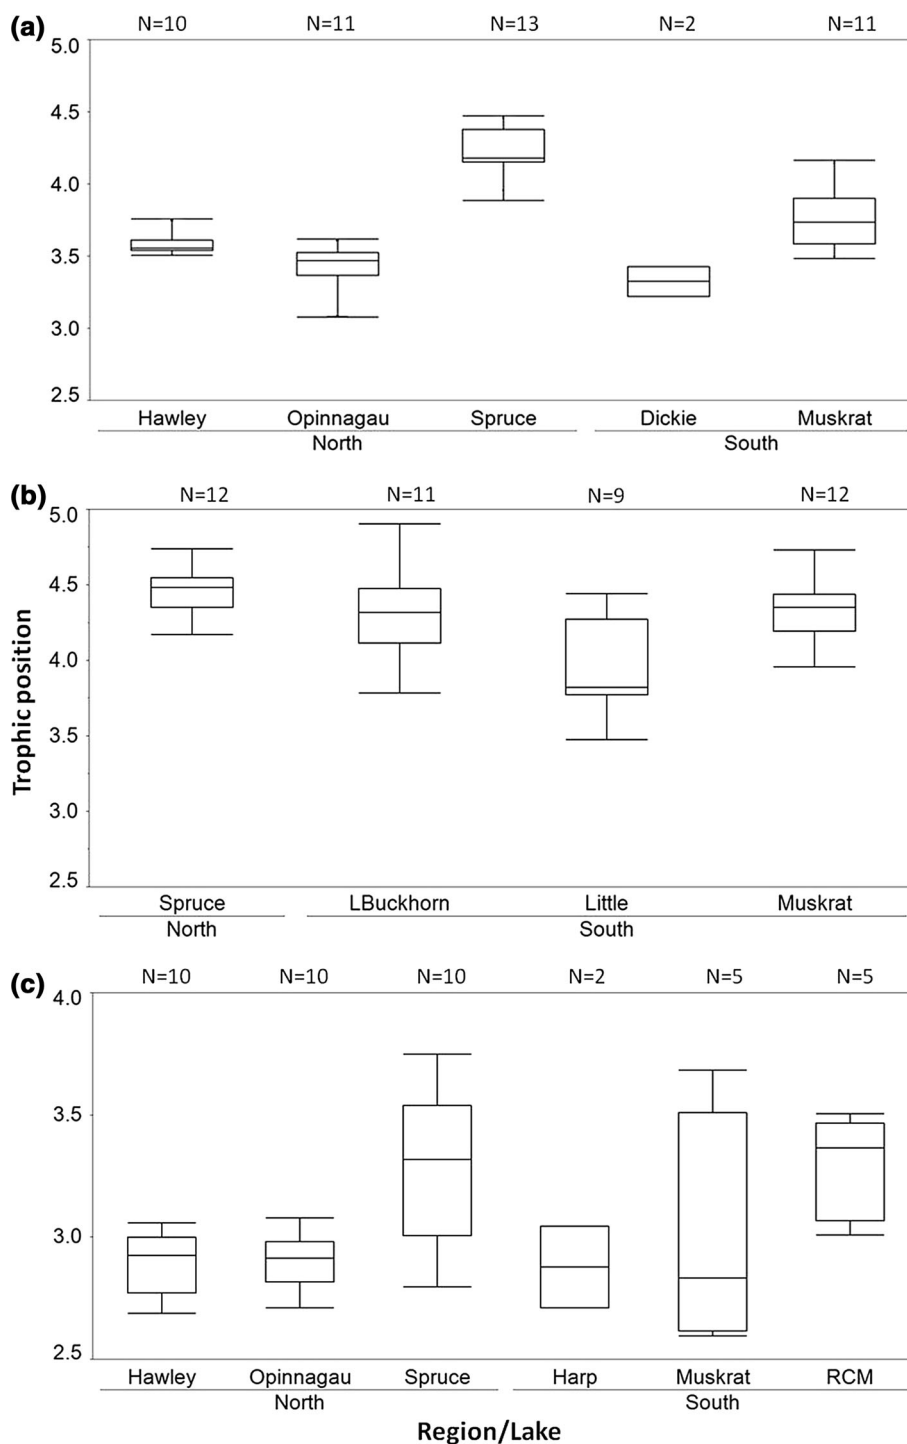 (a) N=10 N=11 N=13 N=2 N=11
5.0
4.5
4.0
3.5
3.0
2.5
Hawley Opinnagau Spruce Dickie Muskrat
North South
(b) N=12 N=11 N=9 N=12
5.0
4.5
4.0
3.5
3.0
2.5
Trophic position
Spruce LBuckhorn Little Muskrat
North South
(c) N=10 N=10 N=10 N=2 N=5 N=5
4.0
3.5
3.0
2.5
Hawley Opinnagau Spruce Harp Muskrat RCM
North South
Region/Lake